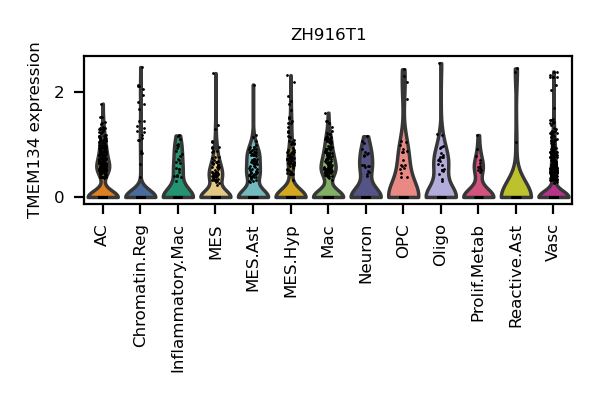 ZH916T1
TMEM134 expression
2
0
AC
Chromatin.Reg
Inflammatory.Mac
MES
MES.Ast
MES.Hyp
Mac
Neuron
OPC
Oligo
Prolif.Metab
Reactive.Ast
Vasc